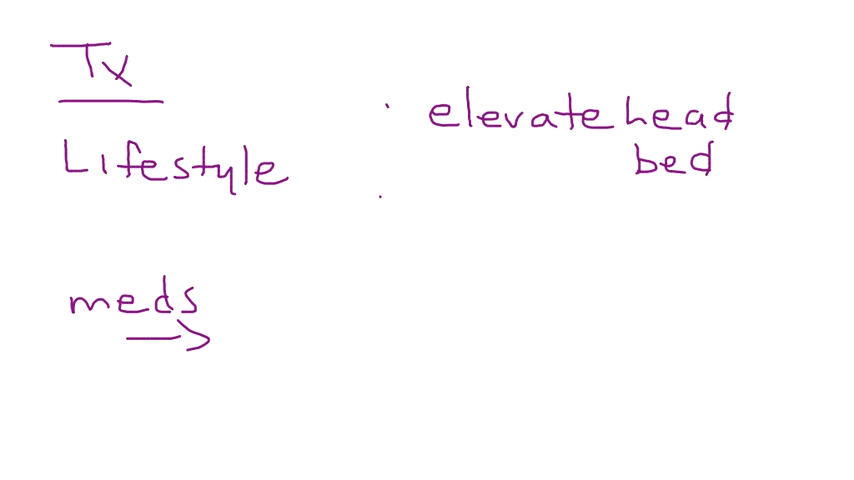 Tx
Lifestyle
• elevate head
bed
•
meds
→